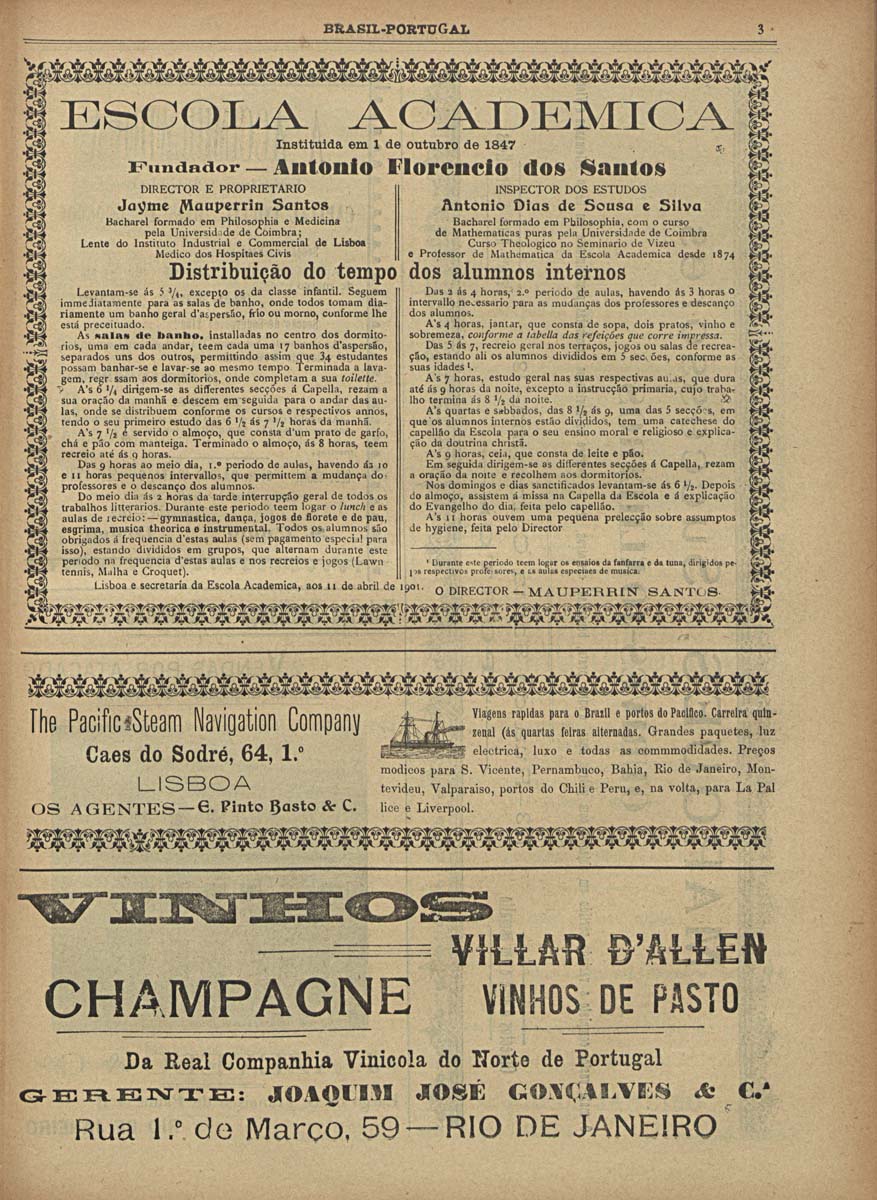 BRASIL-PORTUGAL 3
ESCOLA ACADEMICA
Instituida em 1 de outubro de 1847
Fundador — Antonio Florencio dos Santos
DIRECTOR E PROPRIETARIO
Jayme Mauperrin Santos
Bacharel formado em Philosophia e Medicina
pela Universidade de Coimbra;
Lente do Instituto Industrial e Commercial de Lisboa
Medico dos Hospitaes Civis
INSPECTOR DOS ESTUDOS
Antonio Dias de Sousa e Silva
Bacharel formado em Philosophia, com o curso
de Mathematicas puras pela Universidade de Coimbra
Curso Theologico no Seminario de Vizeu
e Professor de Mathematica da Escola Academica desde 1874
Distribuição do tempo dos alumnos internos
Levantam-se ás 5 3/4, excepto os da classe infantil. Seguem
immediatamente para as salas de banho, onde todos tomam dia-
riamente um banho geral d'aspersão, frio ou morno, conforme lhe
está preceituado.
As salas de banho, installadas no centro dos dormito-
rios, uma em cada andar, teem cada uma 17 banhos d'aspersão,
separados uns dos outros, permittindo assim que 34 estudantes
possam banhar-se e lavar-se ao mesmo tempo Terminada a lava-
gem, regr ssam aos dormitorios, onde completam a sua toilette.
A's 6 1/4 dirigem-se as differentes secções á Capella, rezam a
sua oração da manhã e descem em seguida para o andar das au-
las, onde se distribuem conforme os cursos e respectivos annos,
tendo o seu primeiro estudo das 6 1/2 ás 7 1/2 horas da manhã.
A's 7 1/2 é servido o almoço, que consta d'um prato de garfo,
chá e pão com manteiga. Terminado o almoço, ás 8 horas, teem
recreio até ás 9 horas.
Das 9 horas ao meio dia, 1.º periodo de aulas, havendo ás 10
e 11 horas pequenos intervallos, que permittem a mudança do
professores e o descanço dos alumnos.
Do meio dia ás 2 horas da tarde interrupção geral de todos os
trabalhos litterarios. Durante este periodo teem logar o lunch e as
aulas de recreio: — gymnastica, dança, jogos de florete e de pau,
esgrima, musica theorica e instrumental. Todos os alumnos são
obrigados á frequencia d'estas aulas (sem pagamento especial para
isso), estando divididos em grupos, que alternam durante este
periodo na frequencia d'estas aulas e nos recreios e jogos (Lawn
tennis, Malha e Croquet).
Das 2 ás 4 horas, 2.º periodo de aulas, havendo ás 3 horas o
intervallo necessario para as mudanças dos professores e descanço
dos alumnos.
A's 4 horas, jantar, que consta de sopa, dois pratos, vinho e
sobremeza, conforme a tabella das refeições que corre impressa.
Das 5 ás 7, recreio geral nos terraços, jogos ou salas de recrea-
ção, estando ali os alumnos divididos em 5 sec ões, conforme as
suas idades ¹.
A's 7 horas, estudo geral nas suas respectivas aulas, que dura
até ás 9 horas da noite, excepto a instrucção primaria, cujo traba-
lho termina ás 8 1/2 da noite.
A's quartas e sabbados, das 8 1/2 ás 9, uma das 5 secções, em
que os alumnos internos estão divididos, tem uma catechese do
capellão da Escola para o seu ensino moral e religioso e explica-
ção da doutrina christã.
A's 9 horas, ceia, que consta de leite e pão.
Em seguida dirigem-se as differentes secções á Capella, rezam
a oração da noite e recolhem aos dormitorios.
Nos domingos e dias sanctificados levantam-se ás 6 1/2. Depois
do almoço, assistem á missa na Capella da Escola e á explicação
do Evangelho do dia, feita pelo capellão.
A's 11 horas ouvem uma pequena prelecção sobre assumptos
de hygiene, feita pelo Director
¹ Durante este periodo teem logar os ensaios da fanfarra e da tuna, dirigidos pe-
los respectivos professores, e as aulas especiaes de musica.
Lisboa e secretaria da Escola Academica, aos 11 de abril de 1901.
O DIRECTOR — MAUPERRIN SANTOS.
The Pacific Steam Navigation Company
Caes do Sodré, 64, 1.º
LISBOA
OS AGENTES — E. Pinto Basto & C.
Viagens rapidas para o Brazil e portos do Pacifico. Carreira quin-
zenal (ás quartas feiras alternadas. Grandes paquetes, luz
electrica, luxo e todas as commmodidades. Preços
modicos para S. Vicente, Pernambuco, Bahia, Rio de Janeiro, Mon-
tevideu, Valparaiso, portos do Chili e Peru, e, na volta, para La Pal
lice e Liverpool.
VINHOS
VILLAR D'ALLEN
CHAMPAGNE
VINHOS DE PASTO
Da Real Companhia Vinicola do Norte de Portugal
GERENTE: JOAQUIM JOSÉ GONÇALVES & C.ª
Rua 1.º de Março, 59 — RIO DE JANEIRO